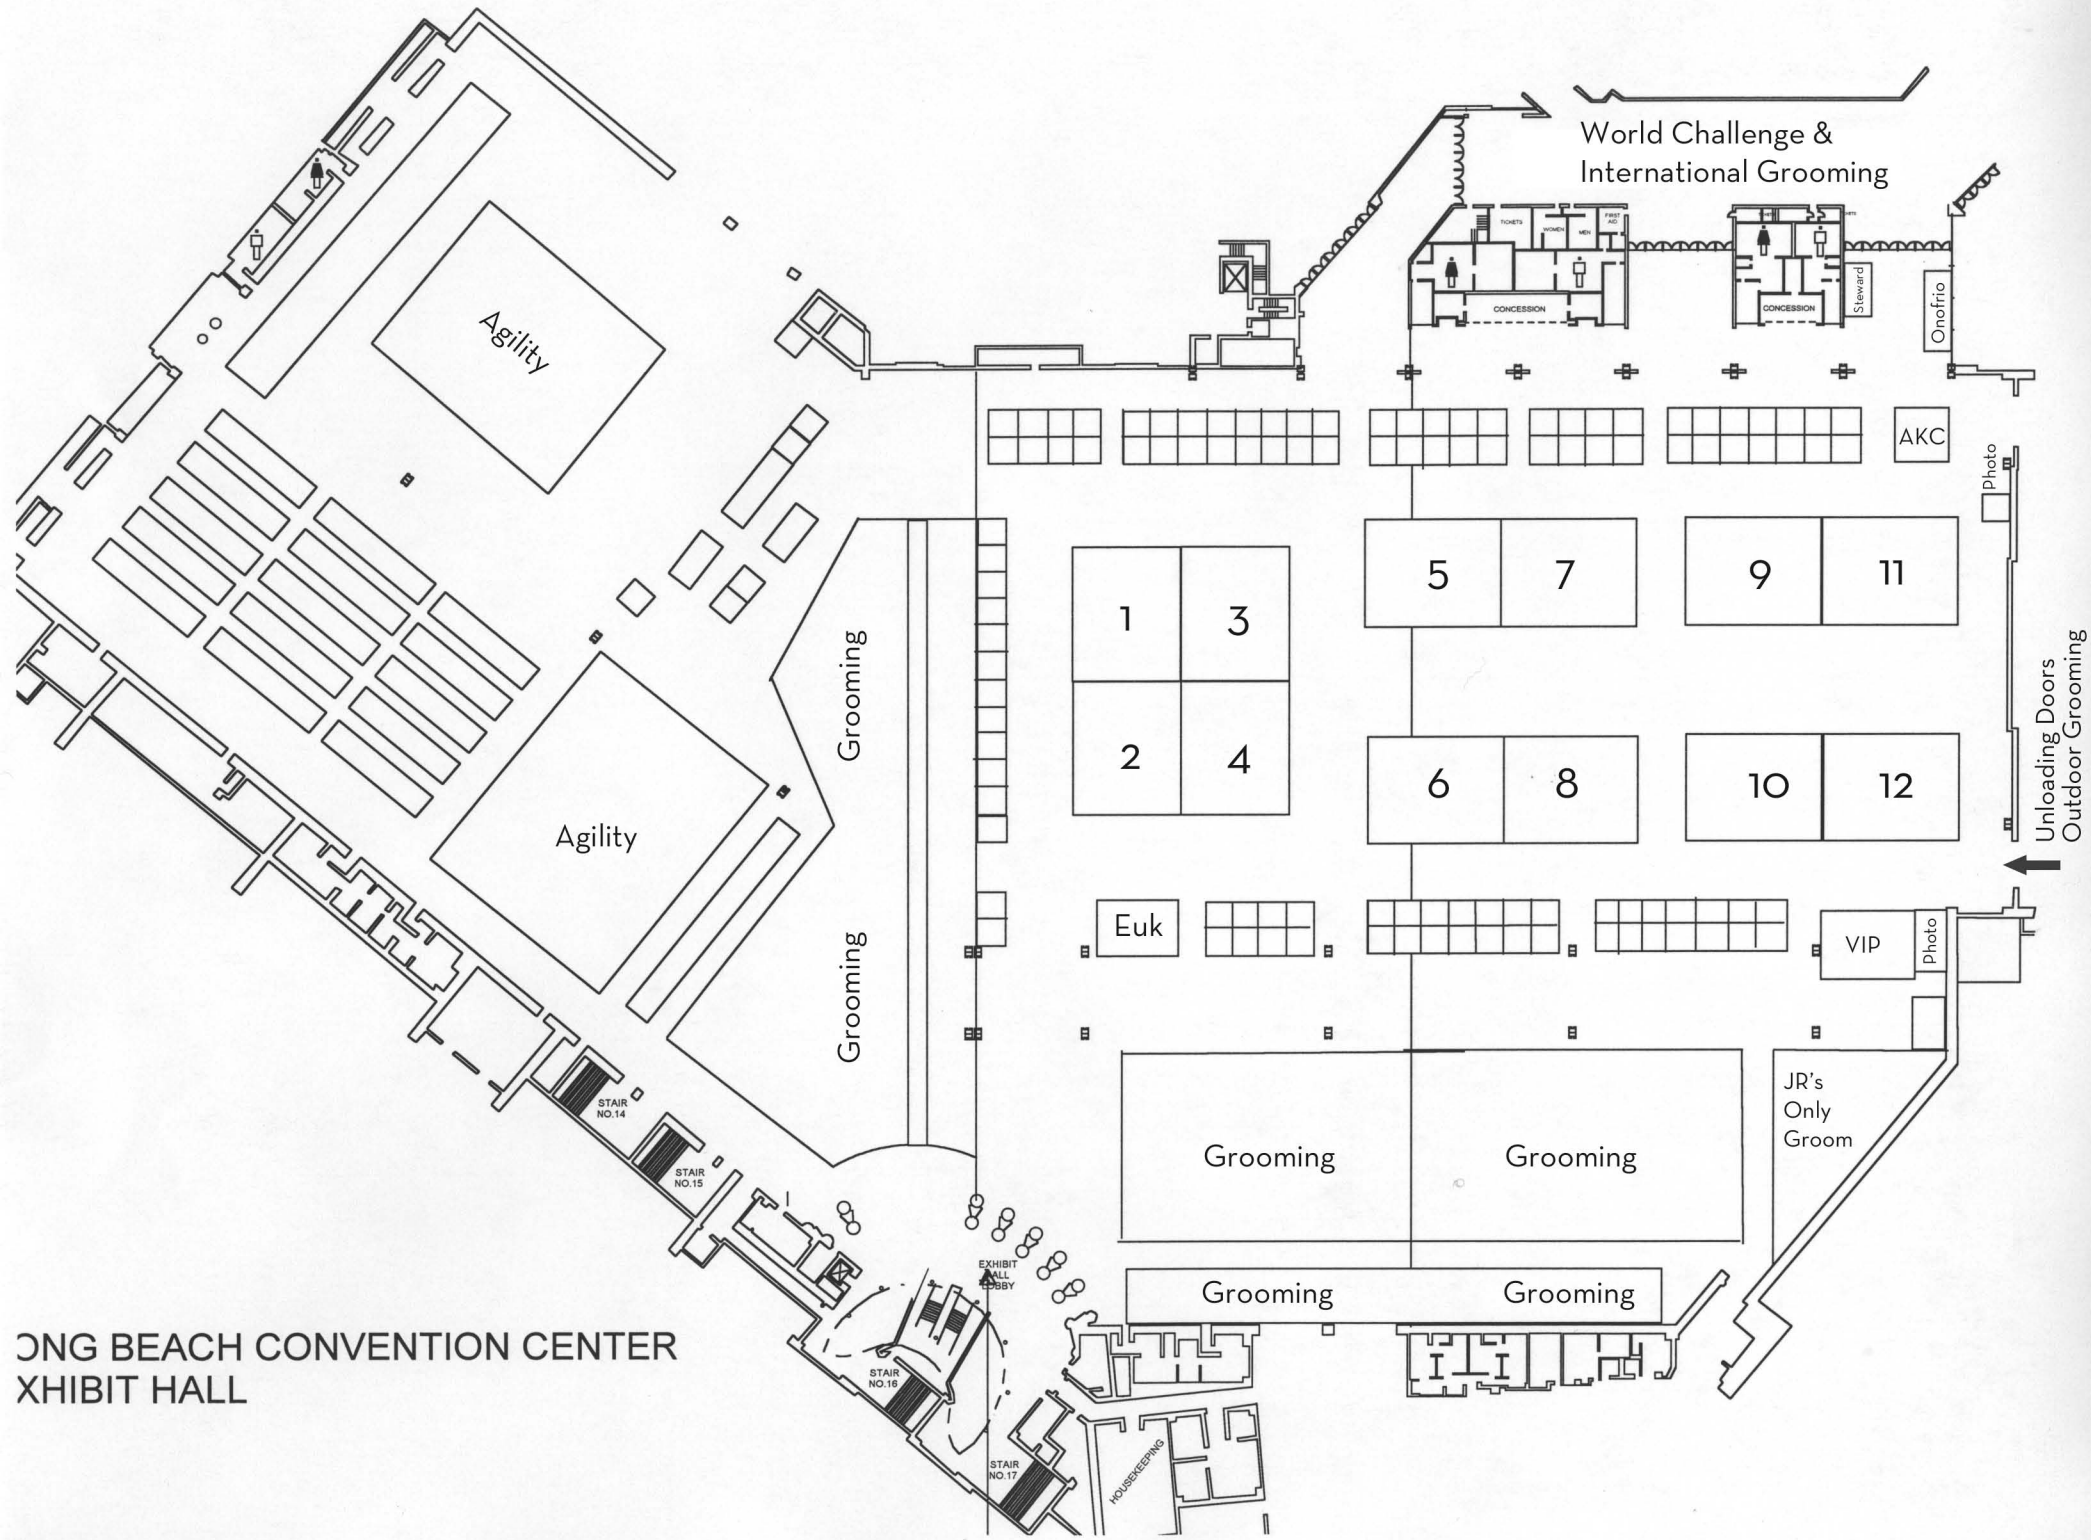 World Challenge &
International Grooming
TICKETS
WOMEN
MEN
FIRST
AID
CONCESSION
CONCESSION
Steward
Onofrio
Agility
AKC
Photo
1
3
5
7
9
11
2
4
6
8
10
12
Grooming
Unloading Doors
Outdoor Grooming
Agility
Grooming
Euk
VIP
Photo
JR's
Only
Groom
Grooming
Grooming
STAIR
NO.14
STAIR
NO.15
EXHIBIT
LOBBY
Grooming
Grooming
ONG BEACH CONVENTION CENTER
XHIBIT HALL
STAIR
NO.16
STAIR
NO.17
HOUSEKEEPING